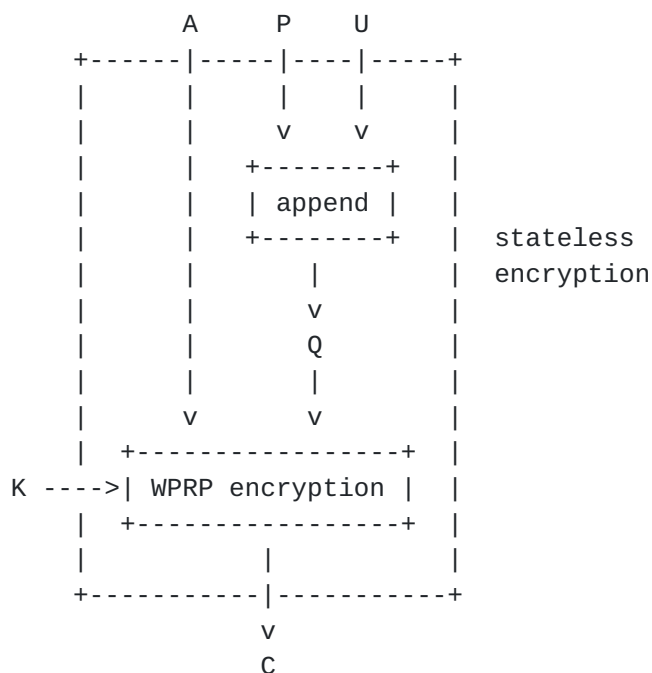 A P U
append
stateless
encryption
Q
K
WPRP encryption
C